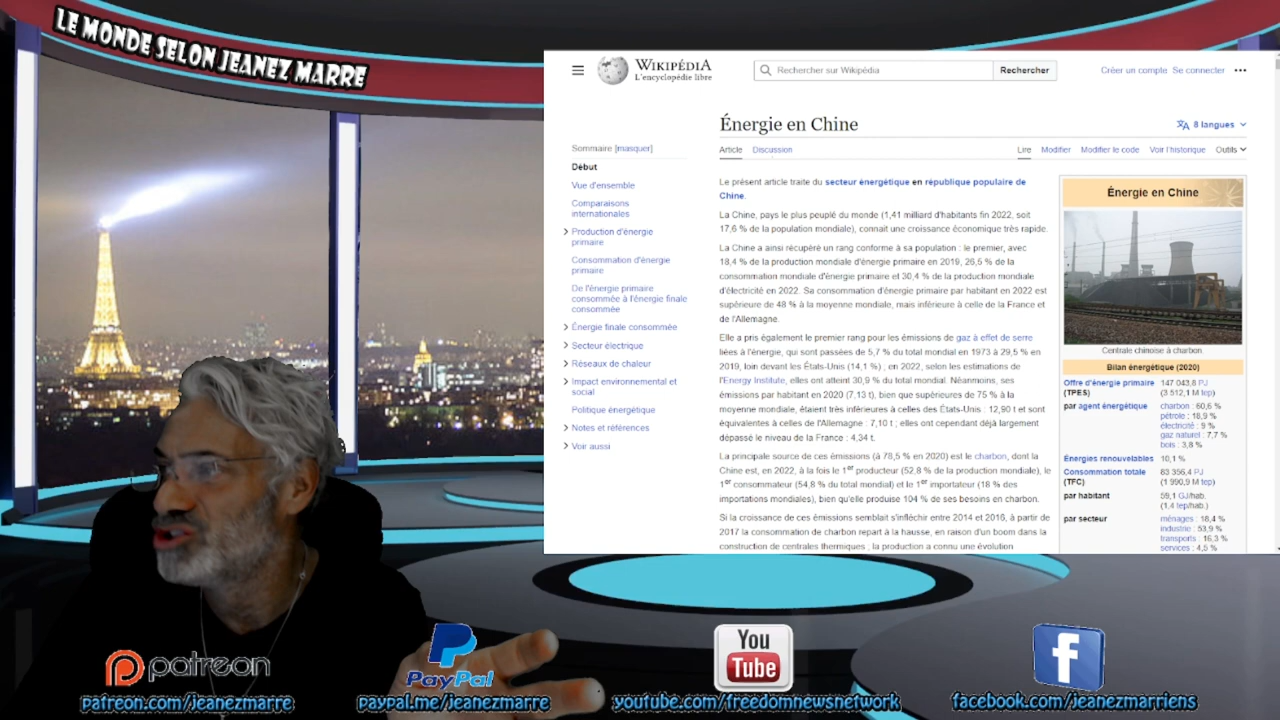 LE MONDE SELON JEANEZ MARRE
WIKIPÉDIA
L'encyclopédie libre
Rechercher sur Wikipédia
Rechercher
Créer un compte Se connecter
Énergie en Chine
8 langues
Sommaire [masquer]
Début
Vue d'ensemble
Comparaisons
internationales
Production d'énergie
primaire
Consommation d'énergie
primaire
De l'énergie primaire
consommée à l'énergie finale
consommée
Énergie finale consommée
Secteur électrique
Réseaux de chaleur
Impact environnemental et
social
Politique énergétique
Notes et références
Voir aussi
Article Discussion
Lire Modifier Modifier le code Voir l'historique Outils
Le présent article traite du secteur énergétique en république populaire de
Chine.
La Chine, pays le plus peuplé du monde (1,41 milliard d'habitants fin 2022, soit
17,6 % de la population mondiale), connait une croissance économique très rapide.
La China a ainsi récupéré un rang conforme à sa population : le premier, avec
18,4 % de la production mondiale d'énergie primaire en 2019, 26,5 % de la
consommation mondiale d'énergie primaire et 30,4 % de la production mondiale
d'électricité en 2022. Sa consommation d'énergie primaire par habitant en 2022 est
supérieure de 48 % à la moyenne mondiale, mais inférieure à celle de la France et
de l'Allemagne.
Elle a pris également le premier rang pour les émissions de gaz à effet de serre
liées à l'énergie, qui sont passées de 5,7 % du total mondial en 1973 à 29,5 % en
2019, loin devant les États-Unis (14,1 %) ; en 2022, selon les estimations de
l'Energy Institute, elles ont atteint 30,9 % du total mondial. Néanmoins, ses
émissions par habitant en 2020 (7,13 t), bien que supérieures de 75 % à la
moyenne mondiale, étaient très inférieures à celles des États-Unis : 12,90 t et sont
équivalentes à celles de l'Allemagne : 7,10 t ; elles ont cependant déjà largement
dépassé le niveau de la France : 4,34 t.
La principale source de ces émissions (à 78,5 % en 2020) est le charbon, dont la
Chine est, en 2022, à la fois le 1er producteur (52,8 % de la production mondiale), le
1er consommateur (54,8 % du total mondial) et le 1er importateur (18 % des
importations mondiales), bien qu'elle produise 104 % de ses besoins en charbon.
Si la croissance de ces émissions semblait s'infléchir entre 2014 et 2016, à partir de
2017 la consommation de charbon repart à la hausse, en raison d'un boom dans la
construction de centrales thermiques ; la production a connu une évolution
Énergie en Chine
Centrale chinoise à charbon.
Bilan énergétique (2020)
Offre d'énergie primaire (TPES) 147 043,8 PJ
(3 512,1 M tep)
par agent énergétique charbon : 60,6 %
pétrole : 18,9 %
électricité : 9 %
gaz naturel : 7,7 %
bois : 3,8 %
Énergies renouvelables 10,1 %
Consommation totale (TFC) 83 356,4 PJ
(1 990,9 M tep)
par habitant 59,1 GJ/hab.
(1,4 tep/hab.)
par secteur ménages : 18,4 %
industrie : 53,9 %
transports : 16,3 %
services : 4,5 %
patreon
patreon.com/jeanezmarre
PayPal
paypal.me/jeanezmarre
You
Tube
youtube.com/freedomnewsnetwork
f
facebook.com/jeanezmarriens